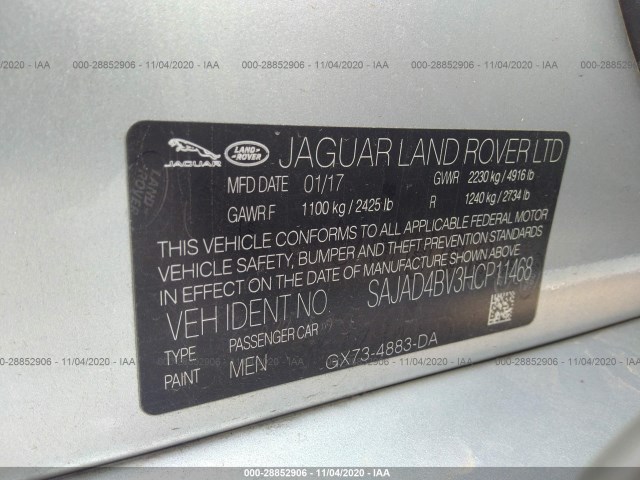 000-28852906 - 11/04/2020 - IAA
JAGUAR LAND ROVER JAGUAR LAND ROVER LTD
MFD DATE 01/17 GVWR 2230 kg / 4916 lb
GAWR F 1100 kg / 2425 lb R 1240 kg / 2734 lb
THIS VEHICLE CONFORMS TO ALL APPLICABLE FEDERAL MOTOR
VEHICLE SAFETY, BUMPER AND THEFT PREVENTION STANDARDS
IN EFFECT ON THE DATE OF MANUFACTURE SHOWN ABOVE.
VEH IDENT NO SAJAD4BV3HCP11468
TYPE PASSENGER CAR
PAINT MEN GX73-4883-DA
000-28852906 - 11/04/2020 - IAA